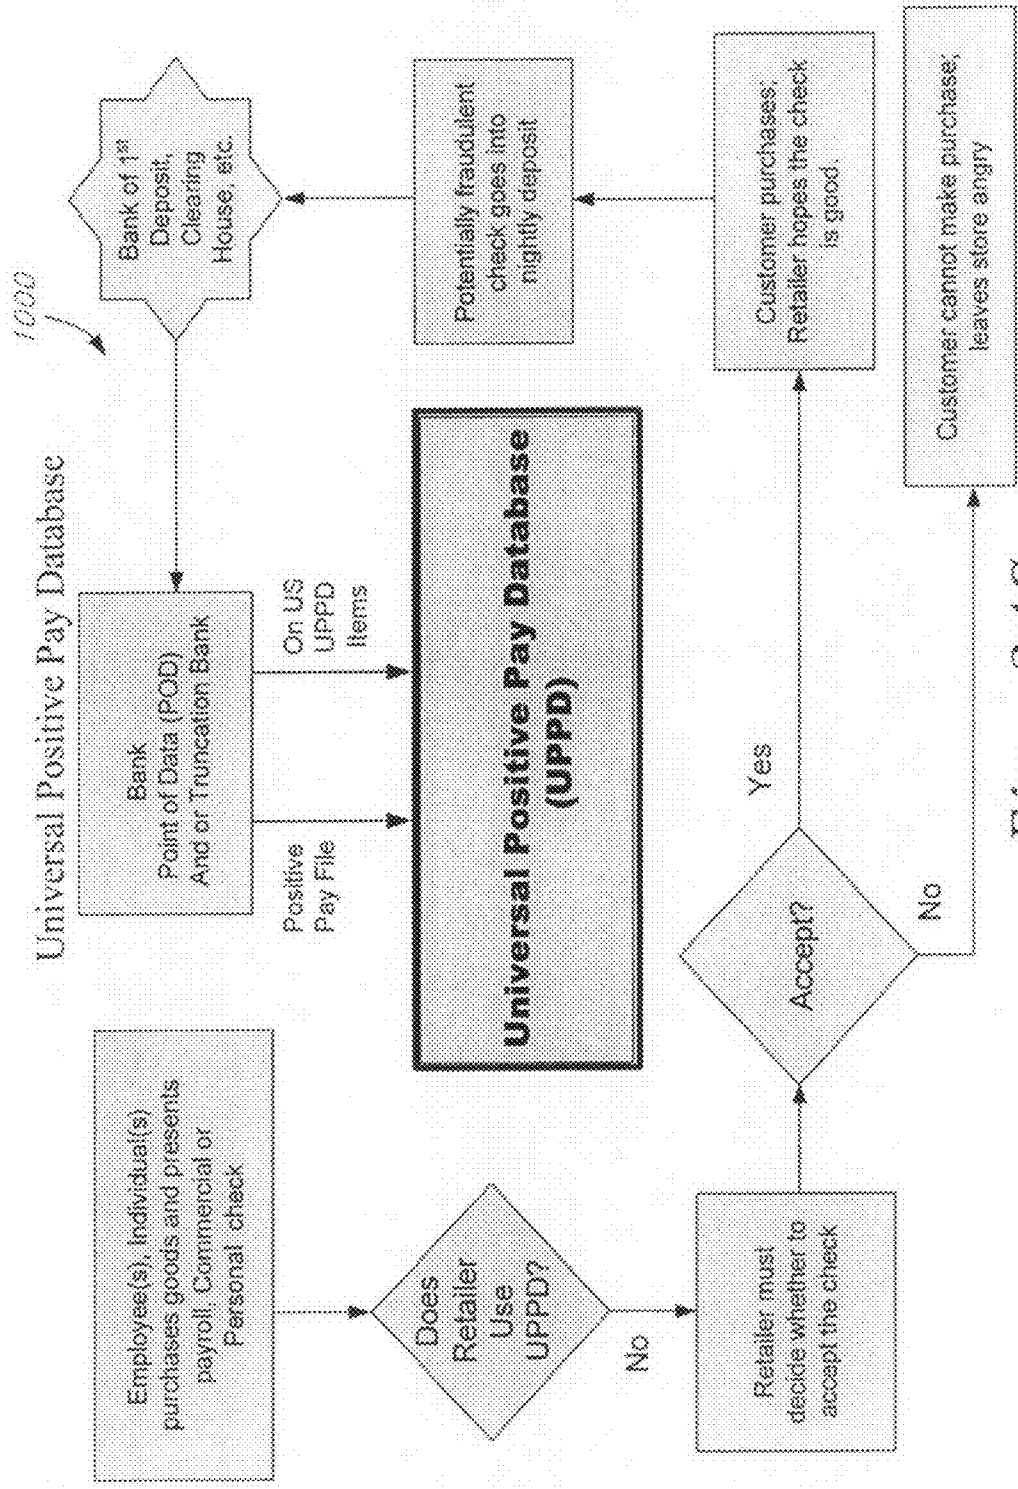 Universal Positive Pay Database
1000
Employee(s), Individual(s)
purchases goods and presents
payroll, Commercial or
Personal check
Bank
Point of Data (POD)
And or Truncation Bank
Bank of 1st
Deposit,
Clearing
House, etc.
Positive
Pay File
On US
UPPD
Items
Does
Retailer
Use
UPPD?
Universal Positive Pay Database
(UPPD)
Potentially fraudulent
check goes into
nightly deposit
No
Retailer must
decide whether to
accept the check
Accept?
Yes
Customer purchases;
Retailer hopes the check
is good.
No
Customer cannot make purchase;
leaves store angry